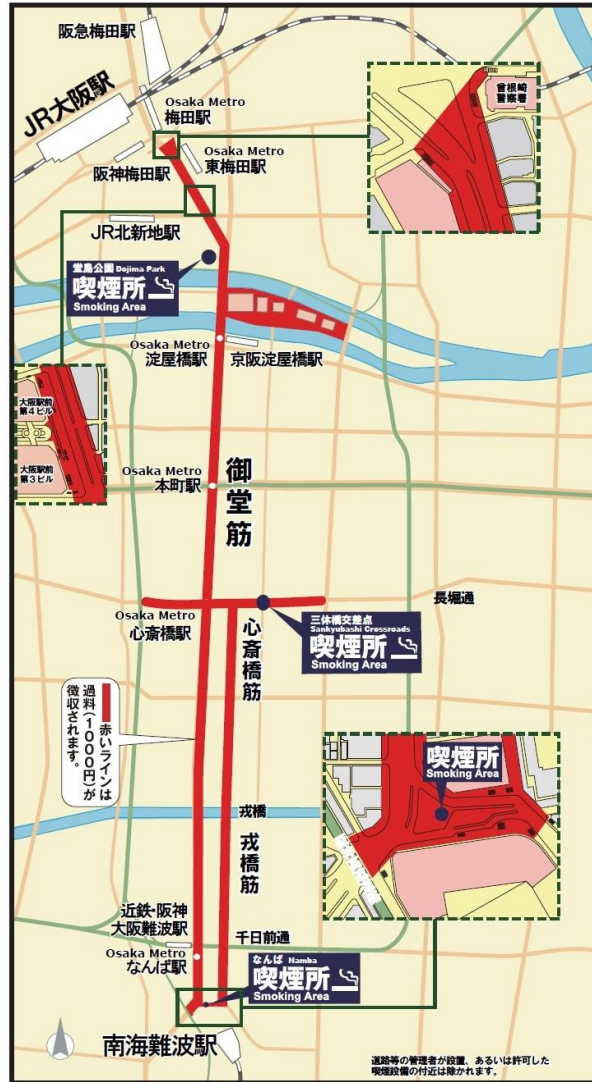 阪急梅田駅
JR大阪駅
Osaka Metro
梅田駅
Osaka Metro
東梅田駅
阪神梅田駅
曾根崎
警察署
JR北新地駅
堂島公園 Dojima Park
喫煙所
Smoking Area
Osaka Metro
淀屋橋駅
京阪淀屋橋駅
大阪駅前
第4ビル
大阪駅前
第3ビル
Osaka Metro
本町駅
御堂筋
長堀通
Osaka Metro
心斎橋駅
心斎橋筋
三休橋交差点
Sankyubashi Crossroads
喫煙所
Smoking Area
赤いラインは
過料(1000円)が
徴収されます。
喫煙所
Smoking Area
戎橋
戎橋筋
近鉄・阪神
大阪難波駅
千日前通
Osaka Metro
なんば駅
なんば Namba
喫煙所
Smoking Area
南海難波駅
道路等の管理者が設置、あるいは許可した
喫煙設備の付近は除かれます。